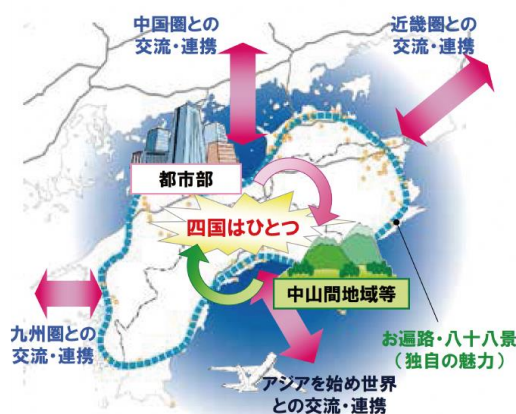 中国圏との
交流・連携
近畿圏との
交流・連携
都市部
四国はひとつ
中山間地域等
九州圏との
交流・連携
お遍路・八十八景
(独自の魅力)
アジアを始め世界
との交流・連携